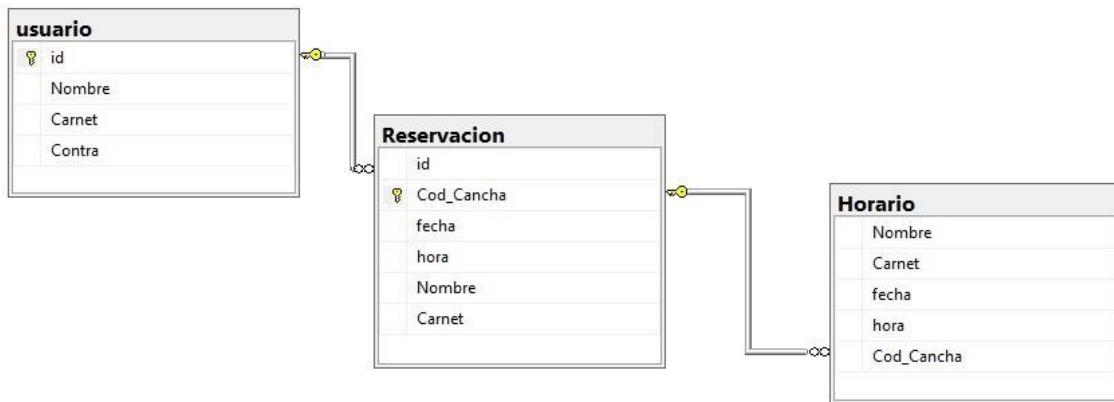 usuario
id
Nombre
Carnet
Contra
Reservacion
id
Cod_Cancha
fecha
hora
Nombre
Carnet
Horario
Nombre
Carnet
fecha
hora
Cod_Cancha